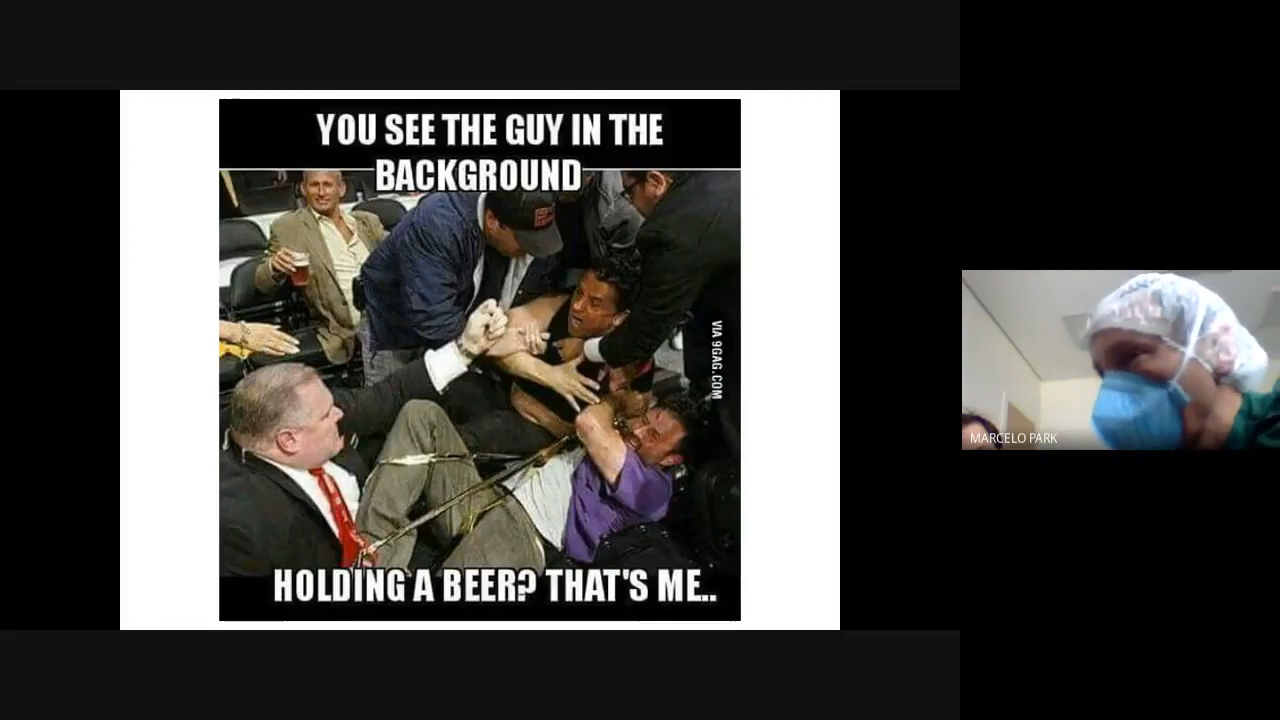 YOU SEE THE GUY IN THE
BACKGROUND
VIA 9GAG.COM
HOLDING A BEER? THAT'S ME..
MARCELO PARK